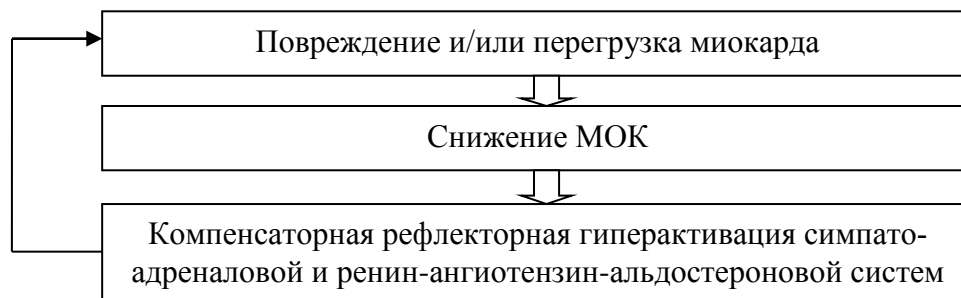 Повреждение и/или перегрузка миокарда
Снижение МОК
Компенсаторная рефлекторная гиперактивация симпато-
адреналовой и ренин-ангиотензин-альдостероновой систем